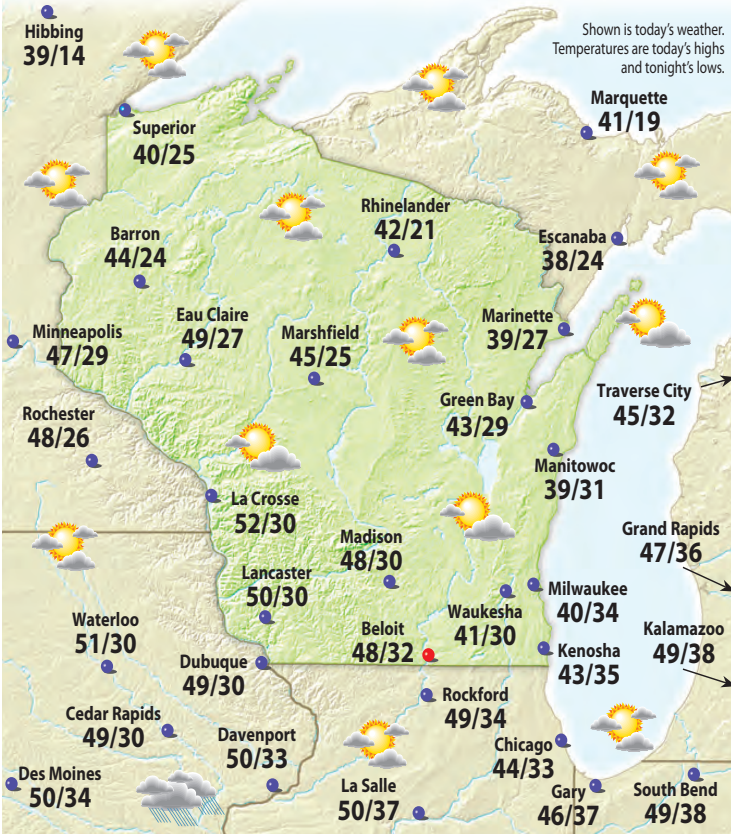 Hibbing
39/14
Shown is today's weather.
Temperatures are today's highs
and tonight's lows.
Marquette
41/19
Superior
40/25
Rhinelander
42/21
Barron
44/24
Escanaba
38/24
Eau Claire
49/27
Marshfield
45/25
Marinette
39/27
Minneapolis
47/29
Green Bay
43/29
Traverse City
45/32
Rochester
48/26
Manitowoc
39/31
La Crosse
52/30
Madison
48/30
Grand Rapids
47/36
Lancaster
50/30
Milwaukee
40/34
Waukesha
41/30
Waterloo
51/30
Beloit
48/32
Kalamazoo
49/38
Dubuque
49/30
Kenosha
43/35
Rockford
49/34
Cedar Rapids
49/30
Davenport
50/33
Chicago
44/33
Des Moines
50/34
La Salle
50/37
Gary
46/37
South Bend
49/38